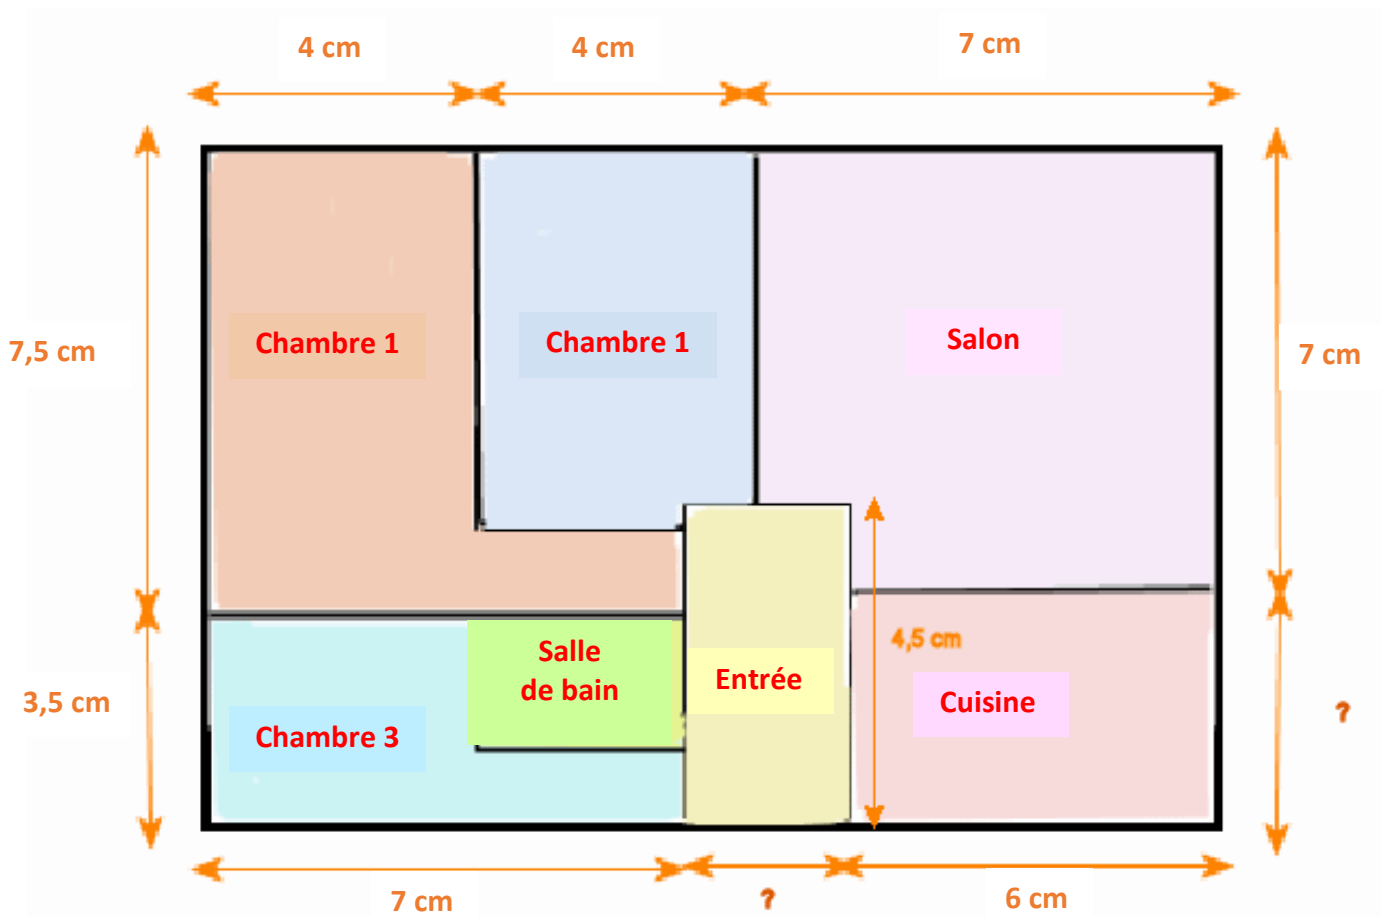 4 cm
4 cm
7 cm
7,5 cm
Chambre 1
Chambre 1
Salon
7 cm
4,5 cm
Salle
de bain
Entrée
Cuisine
3,5 cm
Chambre 3
?
7 cm
?
6 cm